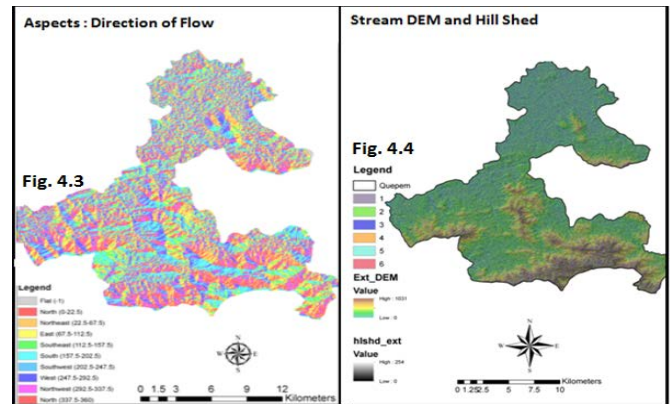 Aspects : Direction of Flow
Fig. 4.3
Legend
Flat (-1)
North (0-22.5)
Northeast (22.5-67.5)
East (67.5-112.5)
Southeast (112.5-157.5)
South (157.5-202.5)
Southwest (202.5-247.5)
West (247.5-292.5)
Northwest (292.5-337.5)
North (337.5-360)
N
W E
S
0 1.5 3 6 9 12
Kilometers
Stream DEM and Hill Shed
Fig. 4.4
Legend
Quepem
1
2
3
4
5
6
Ext_DEM
Value
High : 1031
Low : 0
hlshd_ext
Value
High : 254
Low : 0
N
W E
S
0 1.252.5 5 7.5 10
Kilometers